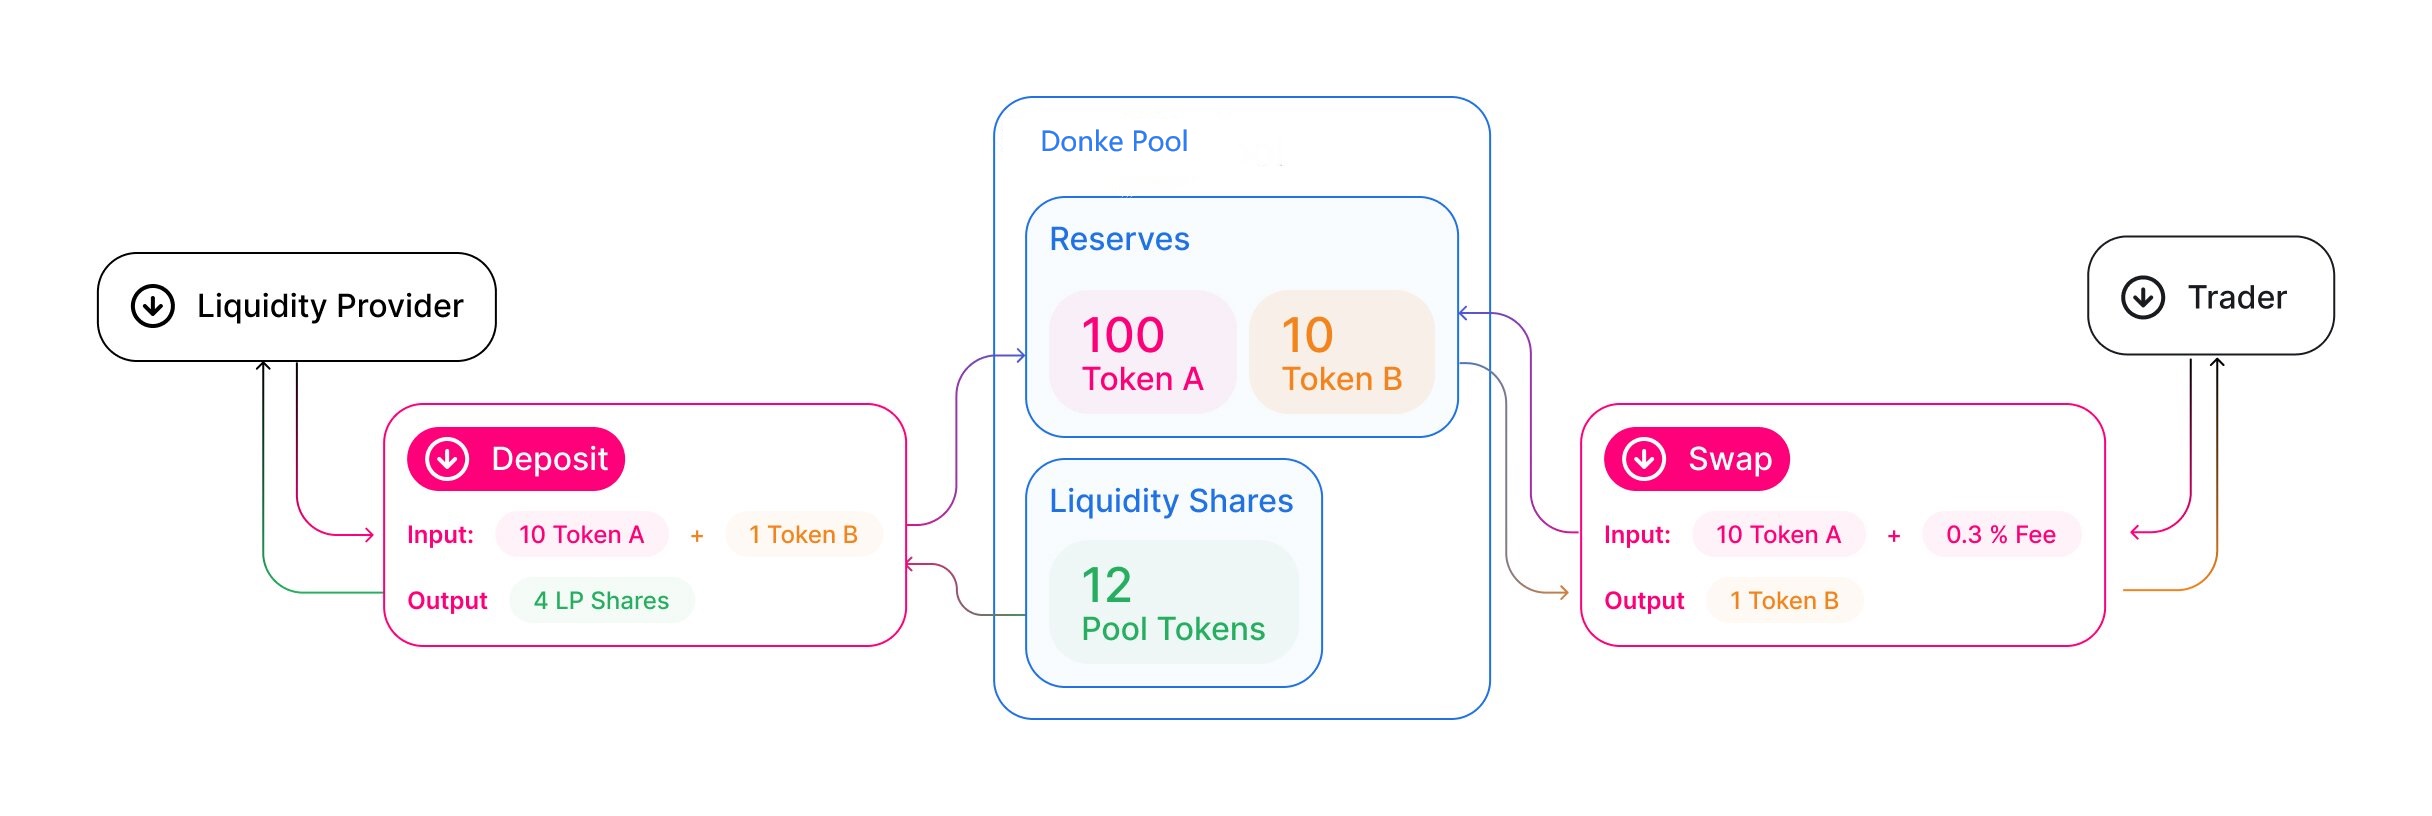 Donke Pool
Reserves
100
Token A
10
Token B
Liquidity Provider
Trader
Deposit
Input: 10 Token A + 1 Token B
Output 4 LP Shares
Liquidity Shares
12
Pool Tokens
Swap
Input: 10 Token A + 0.3 % Fee
Output 1 Token B